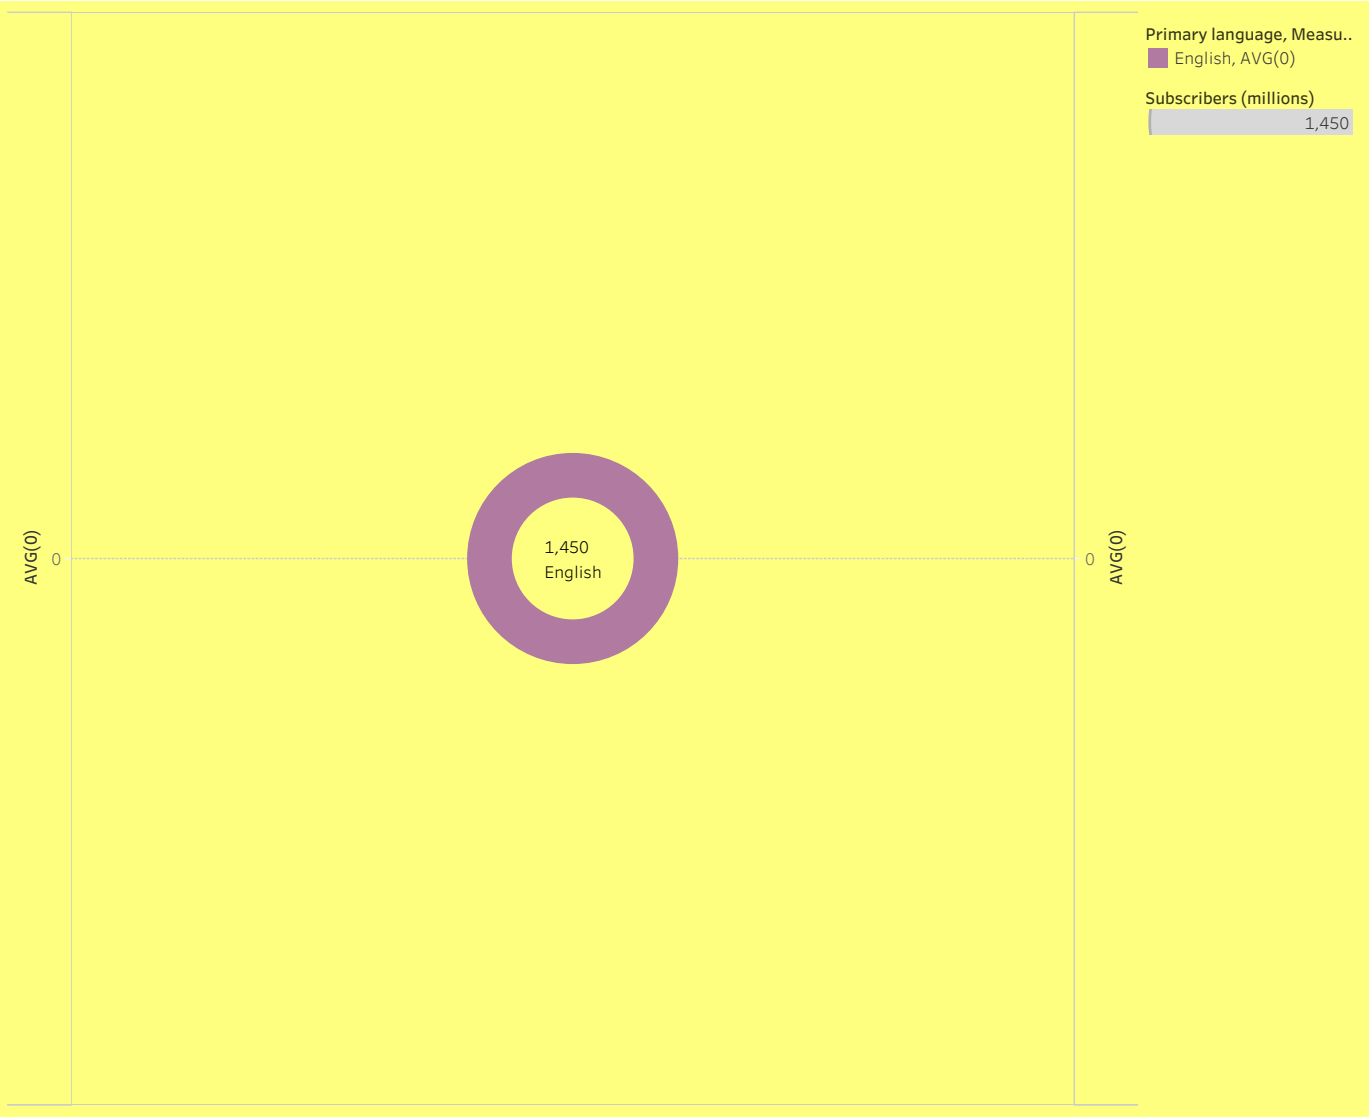 Primary language, Measu..
English, AVG(0)
Subscribers (millions)
1,450
AVG(0)
0
1,450
English
0
AVG(0)